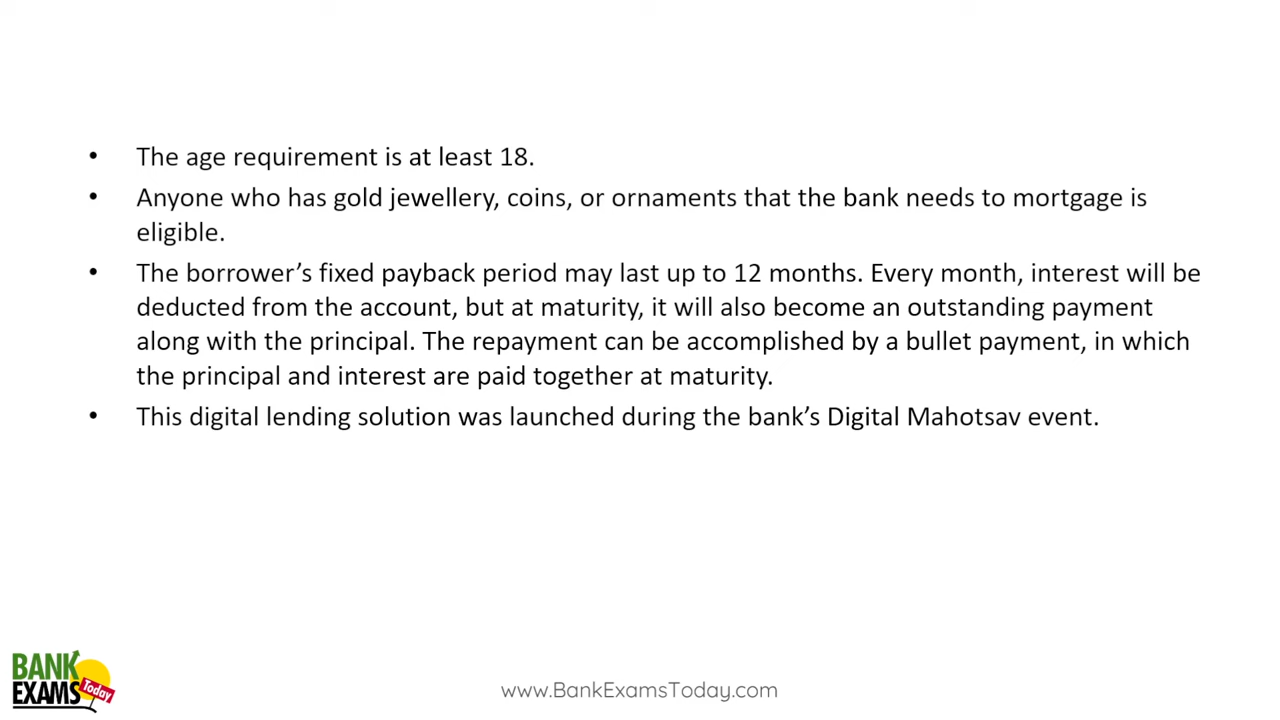 • The age requirement is at least 18.
• Anyone who has gold jewellery, coins, or ornaments that the bank needs to mortgage is
eligible.
• The borrower’s fixed payback period may last up to 12 months. Every month, interest will be
deducted from the account, but at maturity, it will also become an outstanding payment
along with the principal. The repayment can be accomplished by a bullet payment, in which
the principal and interest are paid together at maturity.
• This digital lending solution was launched during the bank’s Digital Mahotsav event.
BANK
EXAMS Today
www.BankExamsToday.com